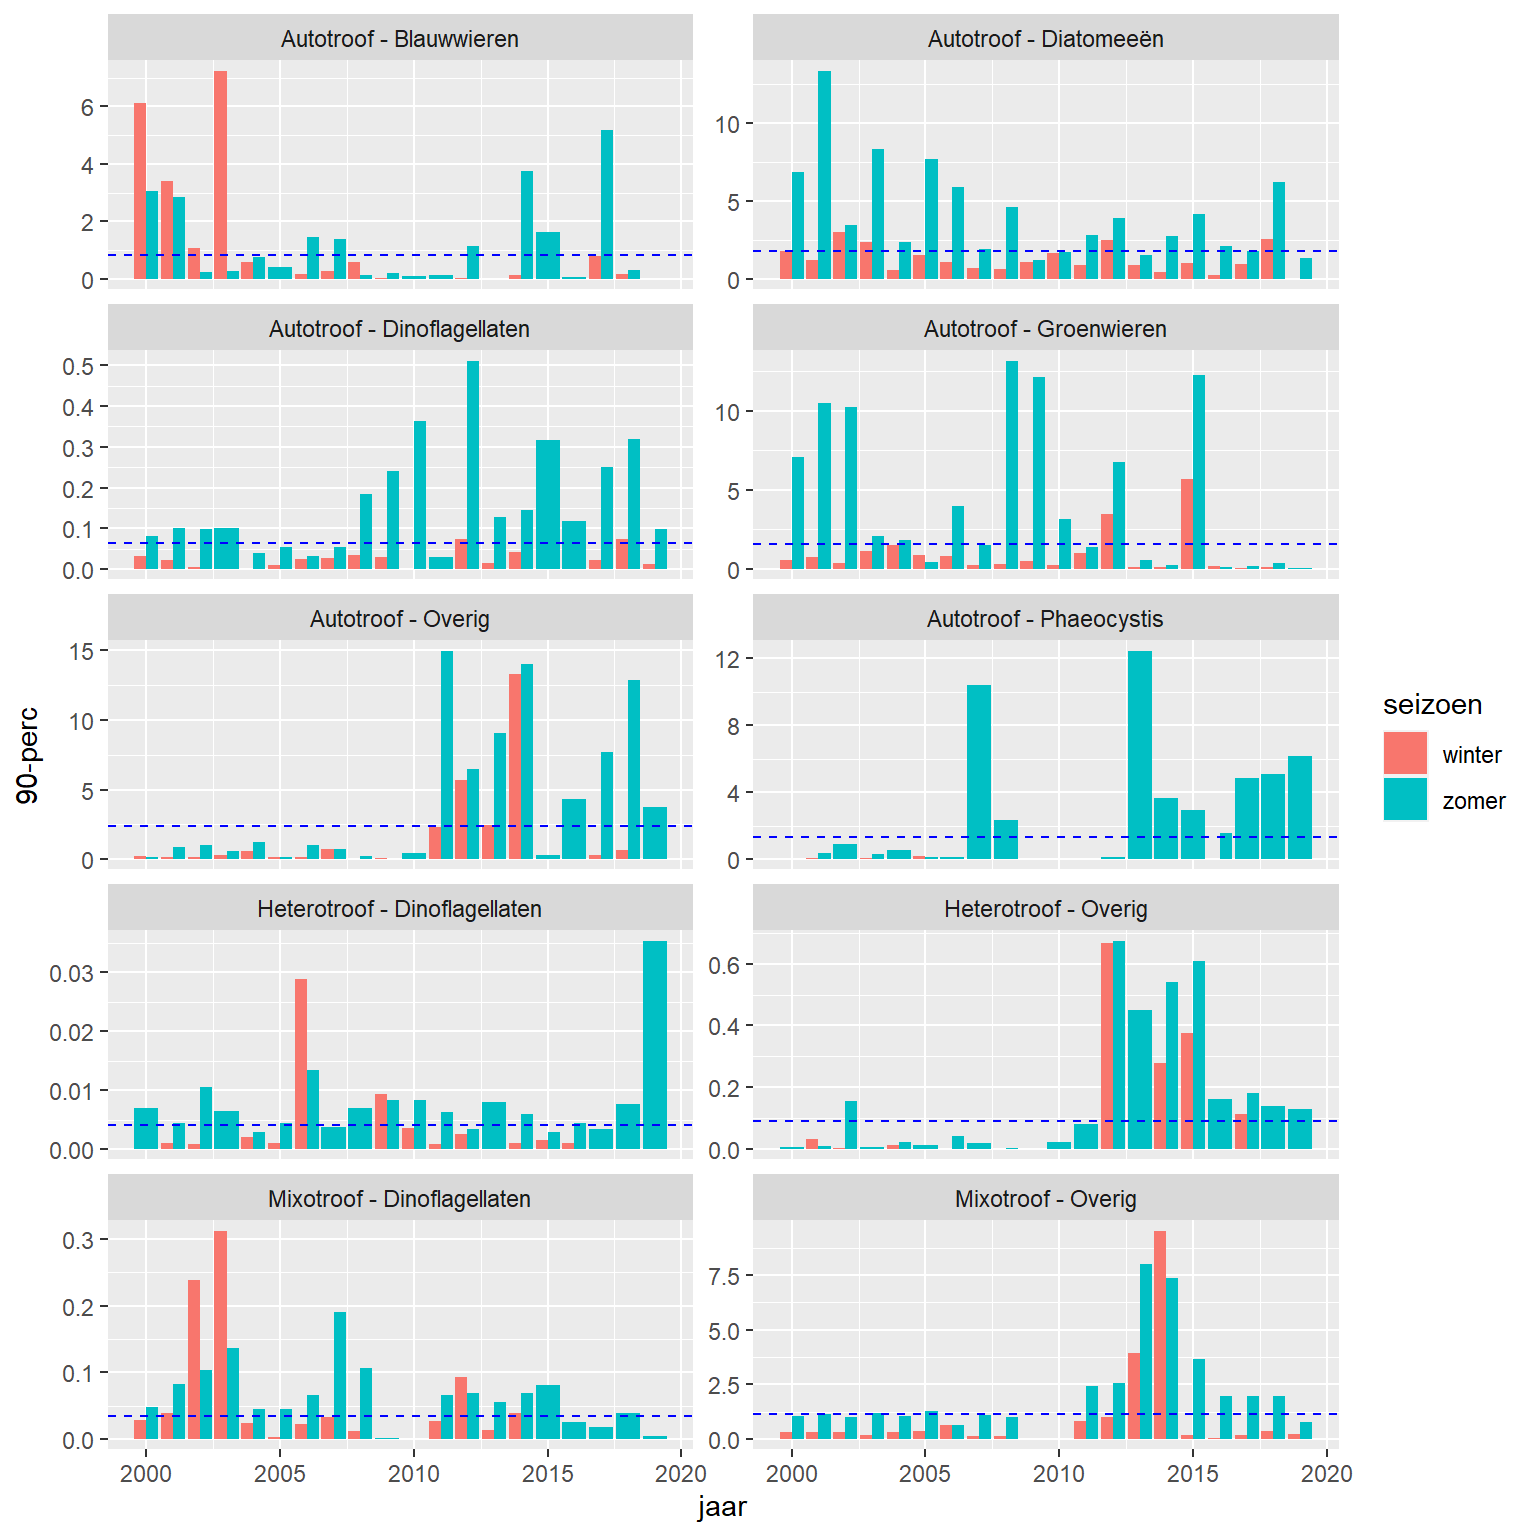 Autotroof - Blauwwieren
Autotroof - Diatomeeën
6
4
2
0
10
5
0
Autotroof - Dinoflagellaten
Autotroof - Groenwieren
0.5
0.4
0.3
0.2
0.1
0.0
10
5
0
Autotroof - Overig
Autotroof - Phaeocystis
15
10
5
0
12
8
4
0
Heterotroof - Dinoflagellaten
Heterotroof - Overig
0.03
0.02
0.01
0.00
0.6
0.4
0.2
0.0
Mixotroof - Dinoflagellaten
Mixotroof - Overig
0.3
0.2
0.1
0.0
7.5
5.0
2.5
0.0
2000 2005 2010 2015 2020
2000 2005 2010 2015 2020
jaar
90-perc
seizoen
winter
zomer